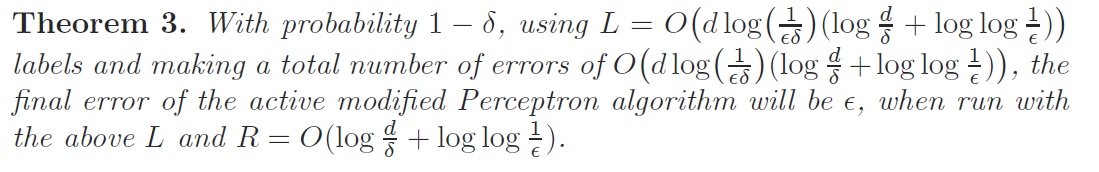 Theorem 3. With probability 1 − δ, using L = O(d log(1/ϵδ)(log d/δ + log log 1/ϵ))
labels and making a total number of errors of O(d log(1/ϵδ)(log d/δ + log log 1/ϵ)), the
final error of the active modified Perceptron algorithm will be ϵ, when run with
the above L and R = O(log d/δ + log log 1/ϵ).